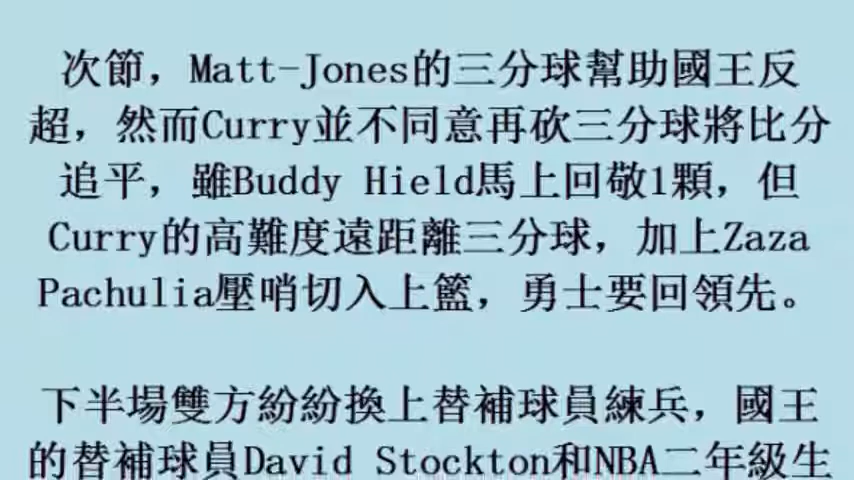 次節，Matt-Jones的三分球幫助國王反
超，然而Curry並不同意再砍三分球將比分
追平，雖Buddy Hield馬上回敬1顆，但
Curry的高難度遠距離三分球，加上Zaza
Pachulia壓哨切入上籃，勇士要回領先。
下半場雙方紛紛換上替補球員練兵，國王
的替補球員David Stockton和NBA二年級生